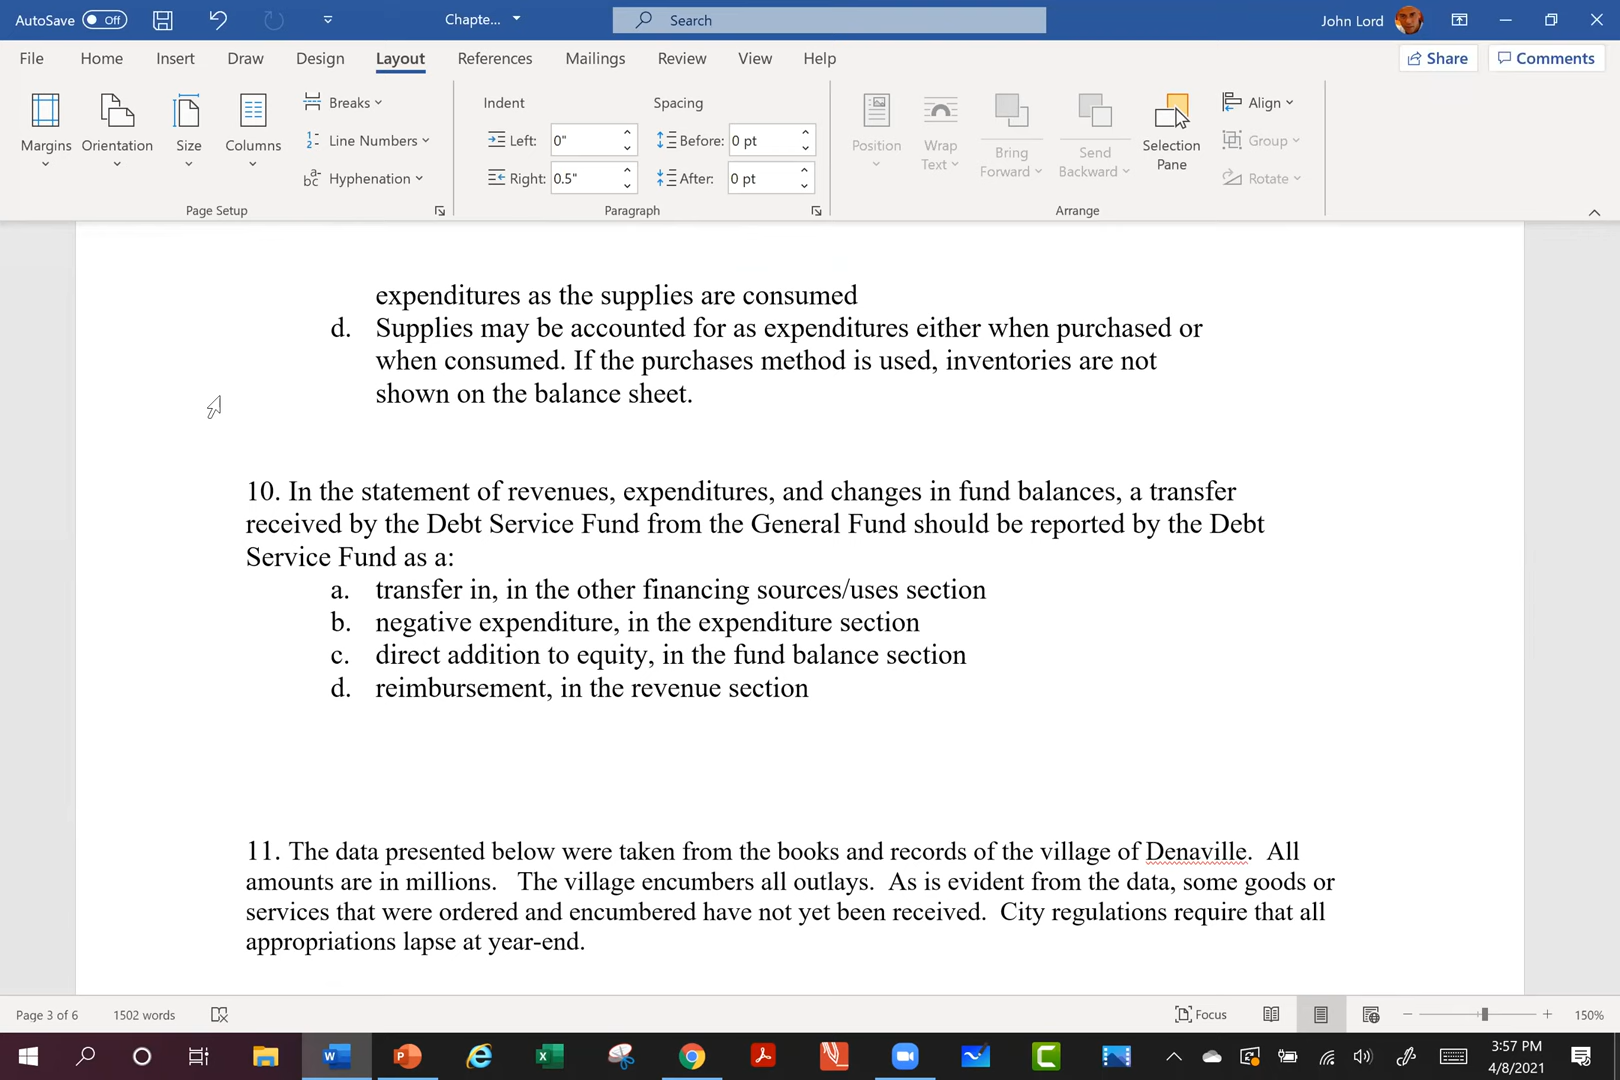 AutoSave Off Chapte... Search John Lord
File Home Insert Draw Design Layout References Mailings Review View Help Share Comments
Breaks Indent Spacing Align
Margins Orientation Size Columns Line Numbers Left: 0" Before: 0 pt Position Wrap Text Bring Forward Send Backward Selection Pane Group
Hyphenation Right: 0.5" After: 0 pt Rotate
Page Setup Paragraph Arrange
expenditures as the supplies are consumed
d. Supplies may be accounted for as expenditures either when purchased or
when consumed. If the purchases method is used, inventories are not
shown on the balance sheet.
10. In the statement of revenues, expenditures, and changes in fund balances, a transfer
received by the Debt Service Fund from the General Fund should be reported by the Debt
Service Fund as a:
a. transfer in, in the other financing sources/uses section
b. negative expenditure, in the expenditure section
c. direct addition to equity, in the fund balance section
d. reimbursement, in the revenue section
11. The data presented below were taken from the books and records of the village of Denaville. All
amounts are in millions. The village encumbers all outlays. As is evident from the data, some goods or
services that were ordered and encumbered have not yet been received. City regulations require that all
appropriations lapse at year-end.
Page 3 of 6 1502 words Focus 150%
3:57 PM
4/8/2021